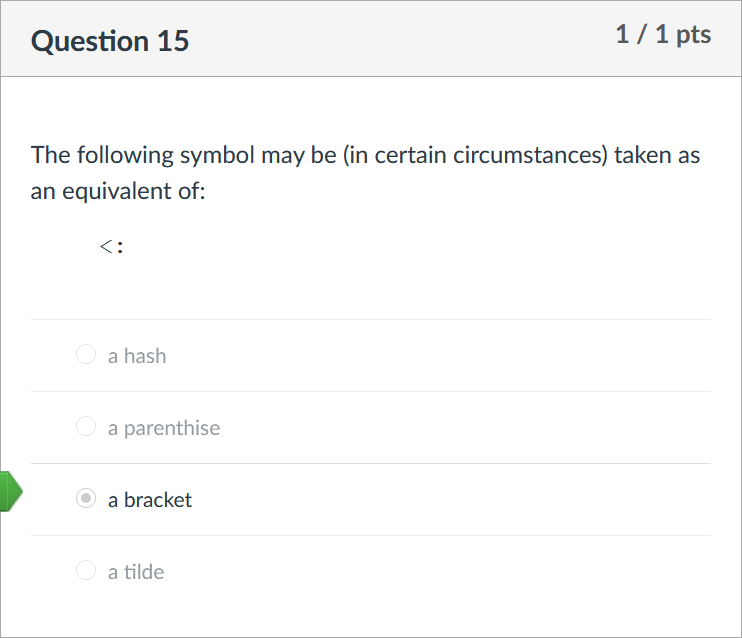 Question 15
1 / 1 pts
The following symbol may be (in certain circumstances) taken as
an equivalent of:
<:
a hash
a parenthise
a bracket
a tilde